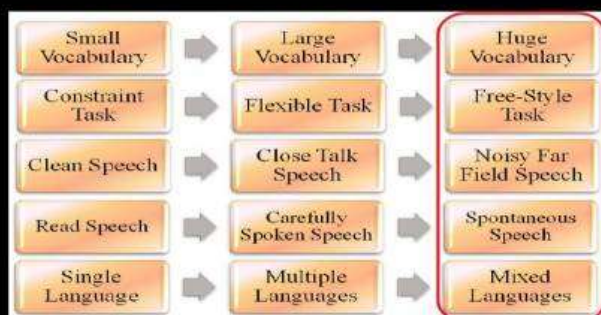 Small Vocabulary
Large Vocabulary
Huge Vocabulary
Constraint Task
Flexible Task
Free-Style Task
Clean Speech
Close Talk Speech
Noisy Far Field Speech
Read Speech
Carefully Spoken Speech
Spontaneous Speech
Single Language
Multiple Languages
Mixed Languages